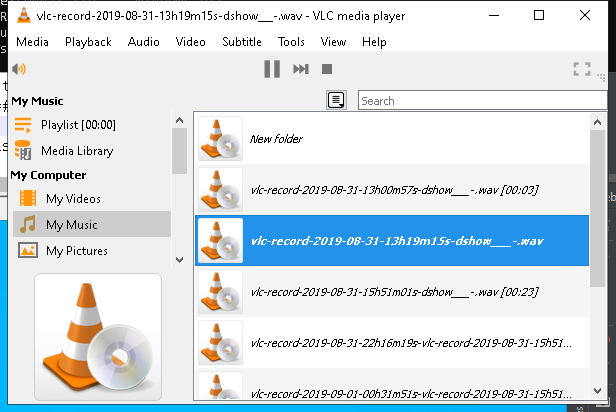 vlc-record-2019-08-31-13h19m15s-dshow___-.wav - VLC media player
Media Playback Audio Video Subtitle Tools View Help
Search
My Music
Playlist [00:00]
Media Library
My Computer
My Videos
My Music
My Pictures
New folder
vlc-record-2019-08-31-13h00m57s-dshow___-.wav [00:03]
vlc-record-2019-08-31-13h19m15s-dshow___-.wav
vlc-record-2019-08-31-15h51m01s-dshow___-.wav [00:23]
vlc-record-2019-08-31-22h16m19s-vlc-record-2019-08-31-15h51...
vlc-record-2019-09-01-00h31m51s-vlc-record-2019-08-31-15h51...